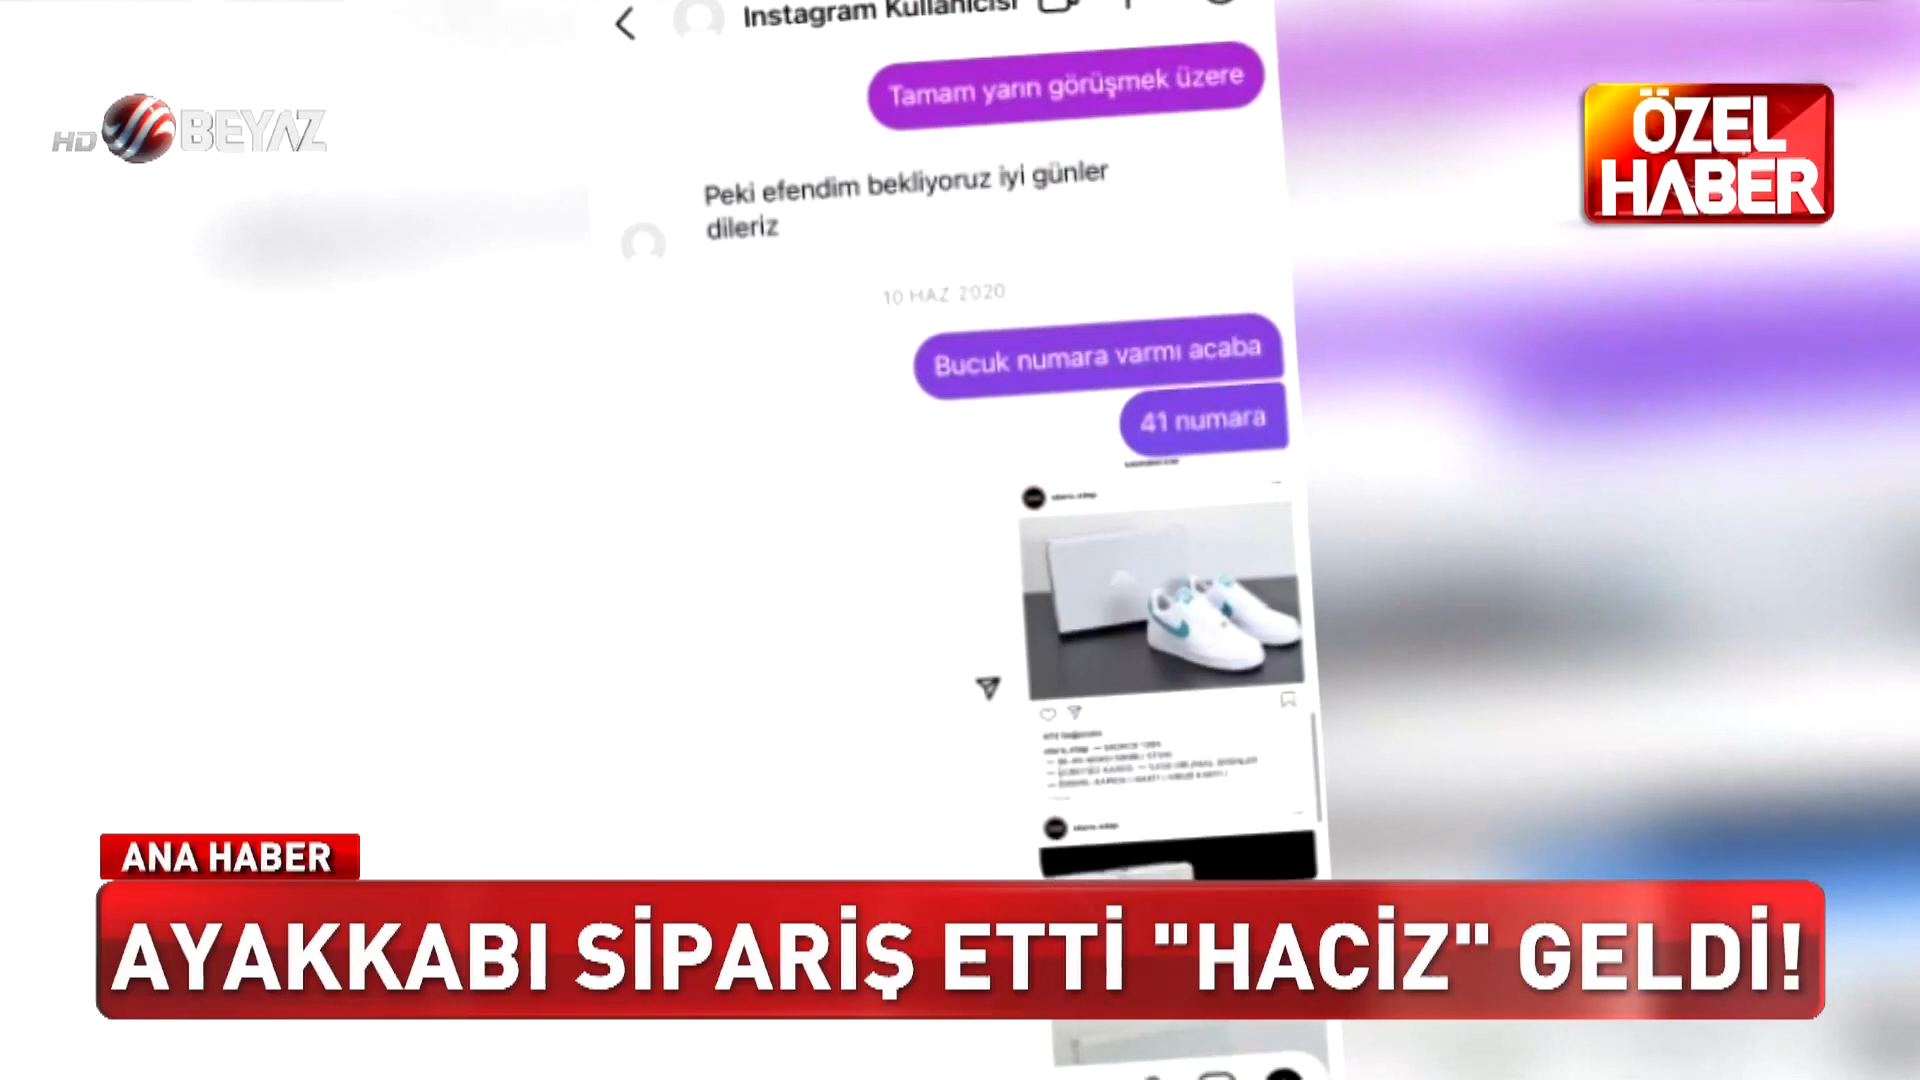 Instagram Kullanıcısı
Tamam yarın görüşmek üzere
HD BEYAZ
ÖZEL
HABER
Peki efendim bekliyoruz iyi günler
dileriz
10 HAZ 2020
Bucuk numara varmı acaba
41 numara
ANA HABER
AYAKKABI SİPARİŞ ETTİ "HACİZ" GELDİ!